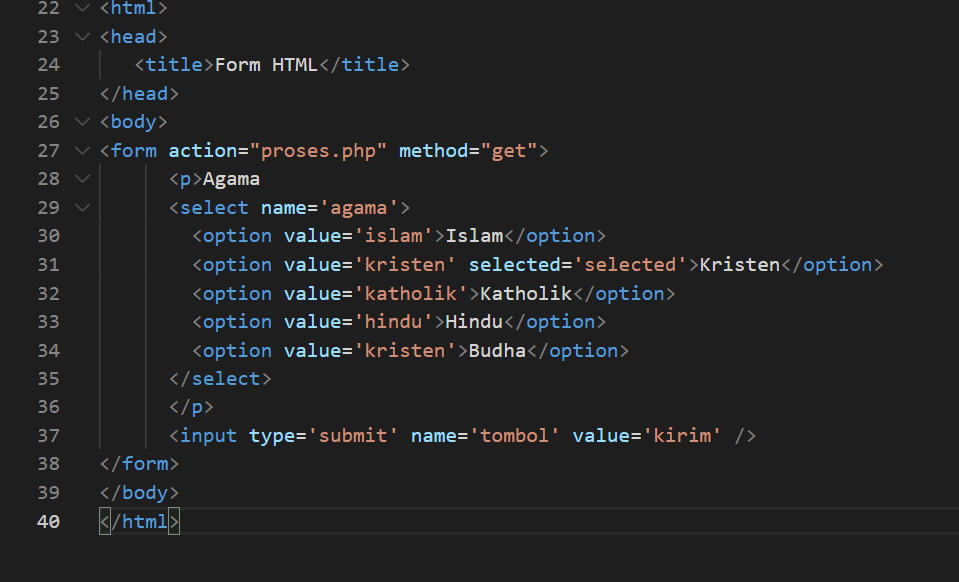 22 <html>
23 <head>
24 <title>Form HTML</title>
25 </head>
26 <body>
27 <form action="proses.php" method="get">
28 <p>Agama
29 <select name='agama'>
30 <option value='islam'>Islam</option>
31 <option value='kristen' selected='selected'>Kristen</option>
32 <option value='katholik'>Katholik</option>
33 <option value='hindu'>Hindu</option>
34 <option value='kristen'>Budha</option>
35 </select>
36 </p>
37 <input type='submit' name='tombol' value='kirim' />
38 </form>
39 </body>
40 </html>